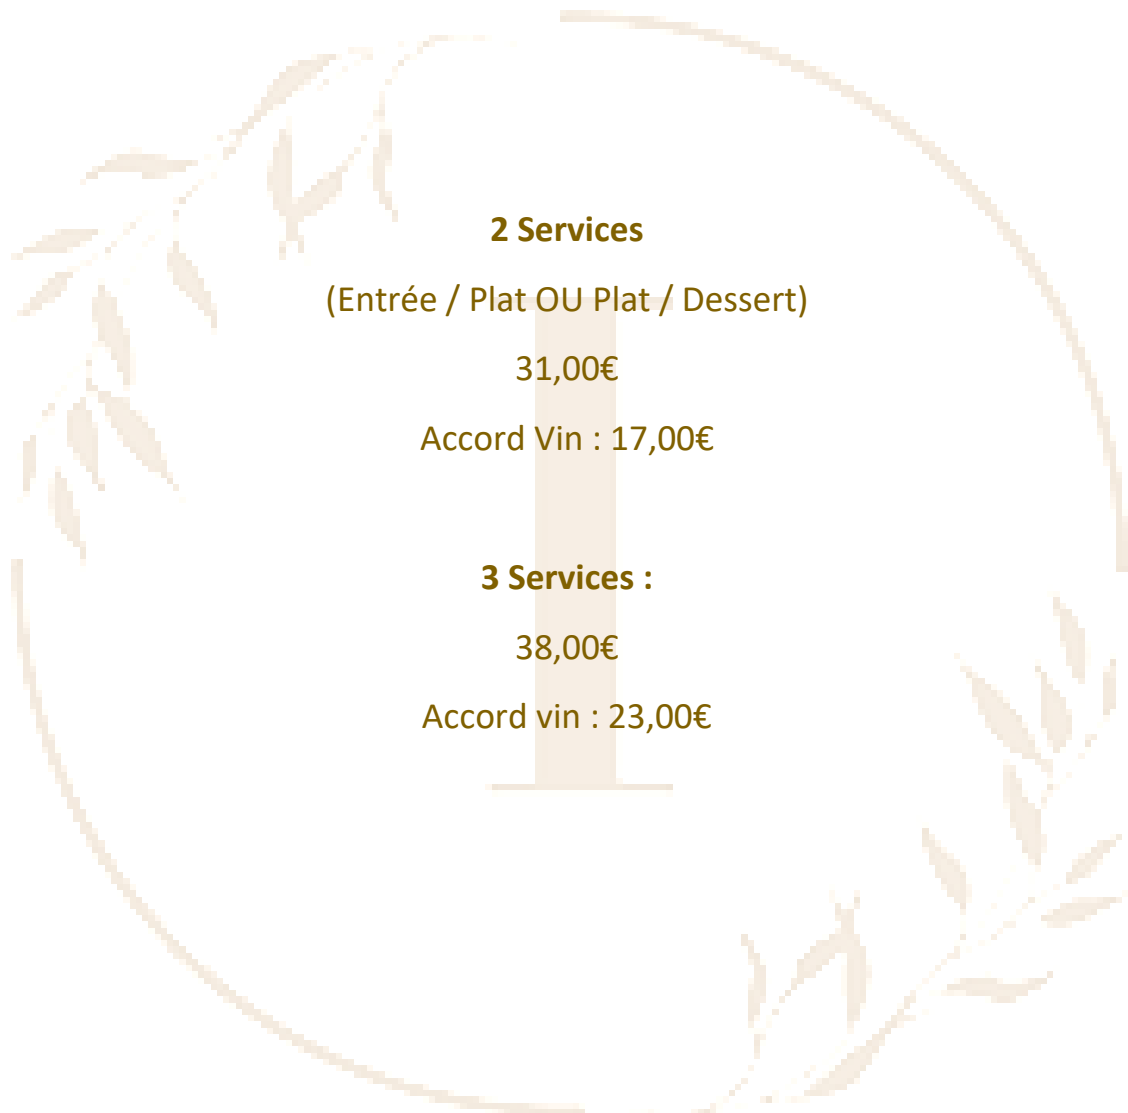 2 Services
(Entrée / Plat OU Plat / Dessert)
31,00€
Accord Vin : 17,00€
3 Services :
38,00€
Accord vin : 23,00€